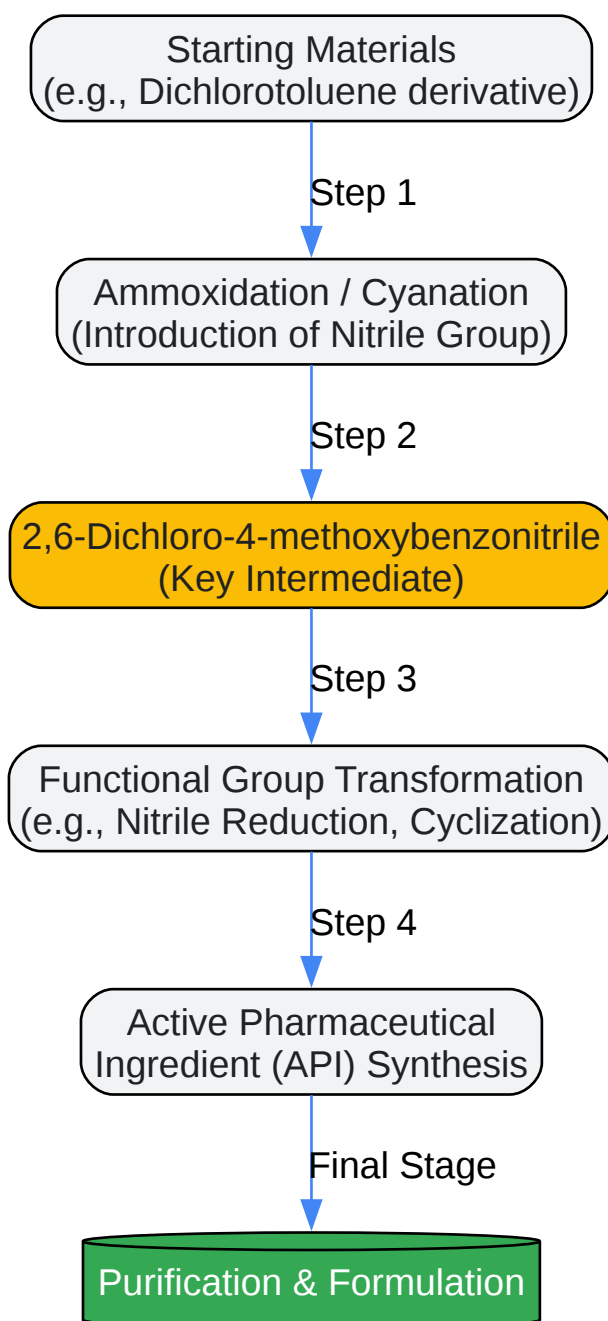 Starting Materials
(e.g., Dichlorotoluene derivative)
Step 1
Ammoxidation / Cyanation
(Introduction of Nitrile Group)
Step 2
2,6-Dichloro-4-methoxybenzonitrile
(Key Intermediate)
Step 3
Functional Group Transformation
(e.g., Nitrile Reduction, Cyclization)
Step 4
Active Pharmaceutical
Ingredient (API) Synthesis
Final Stage
Purification & Formulation